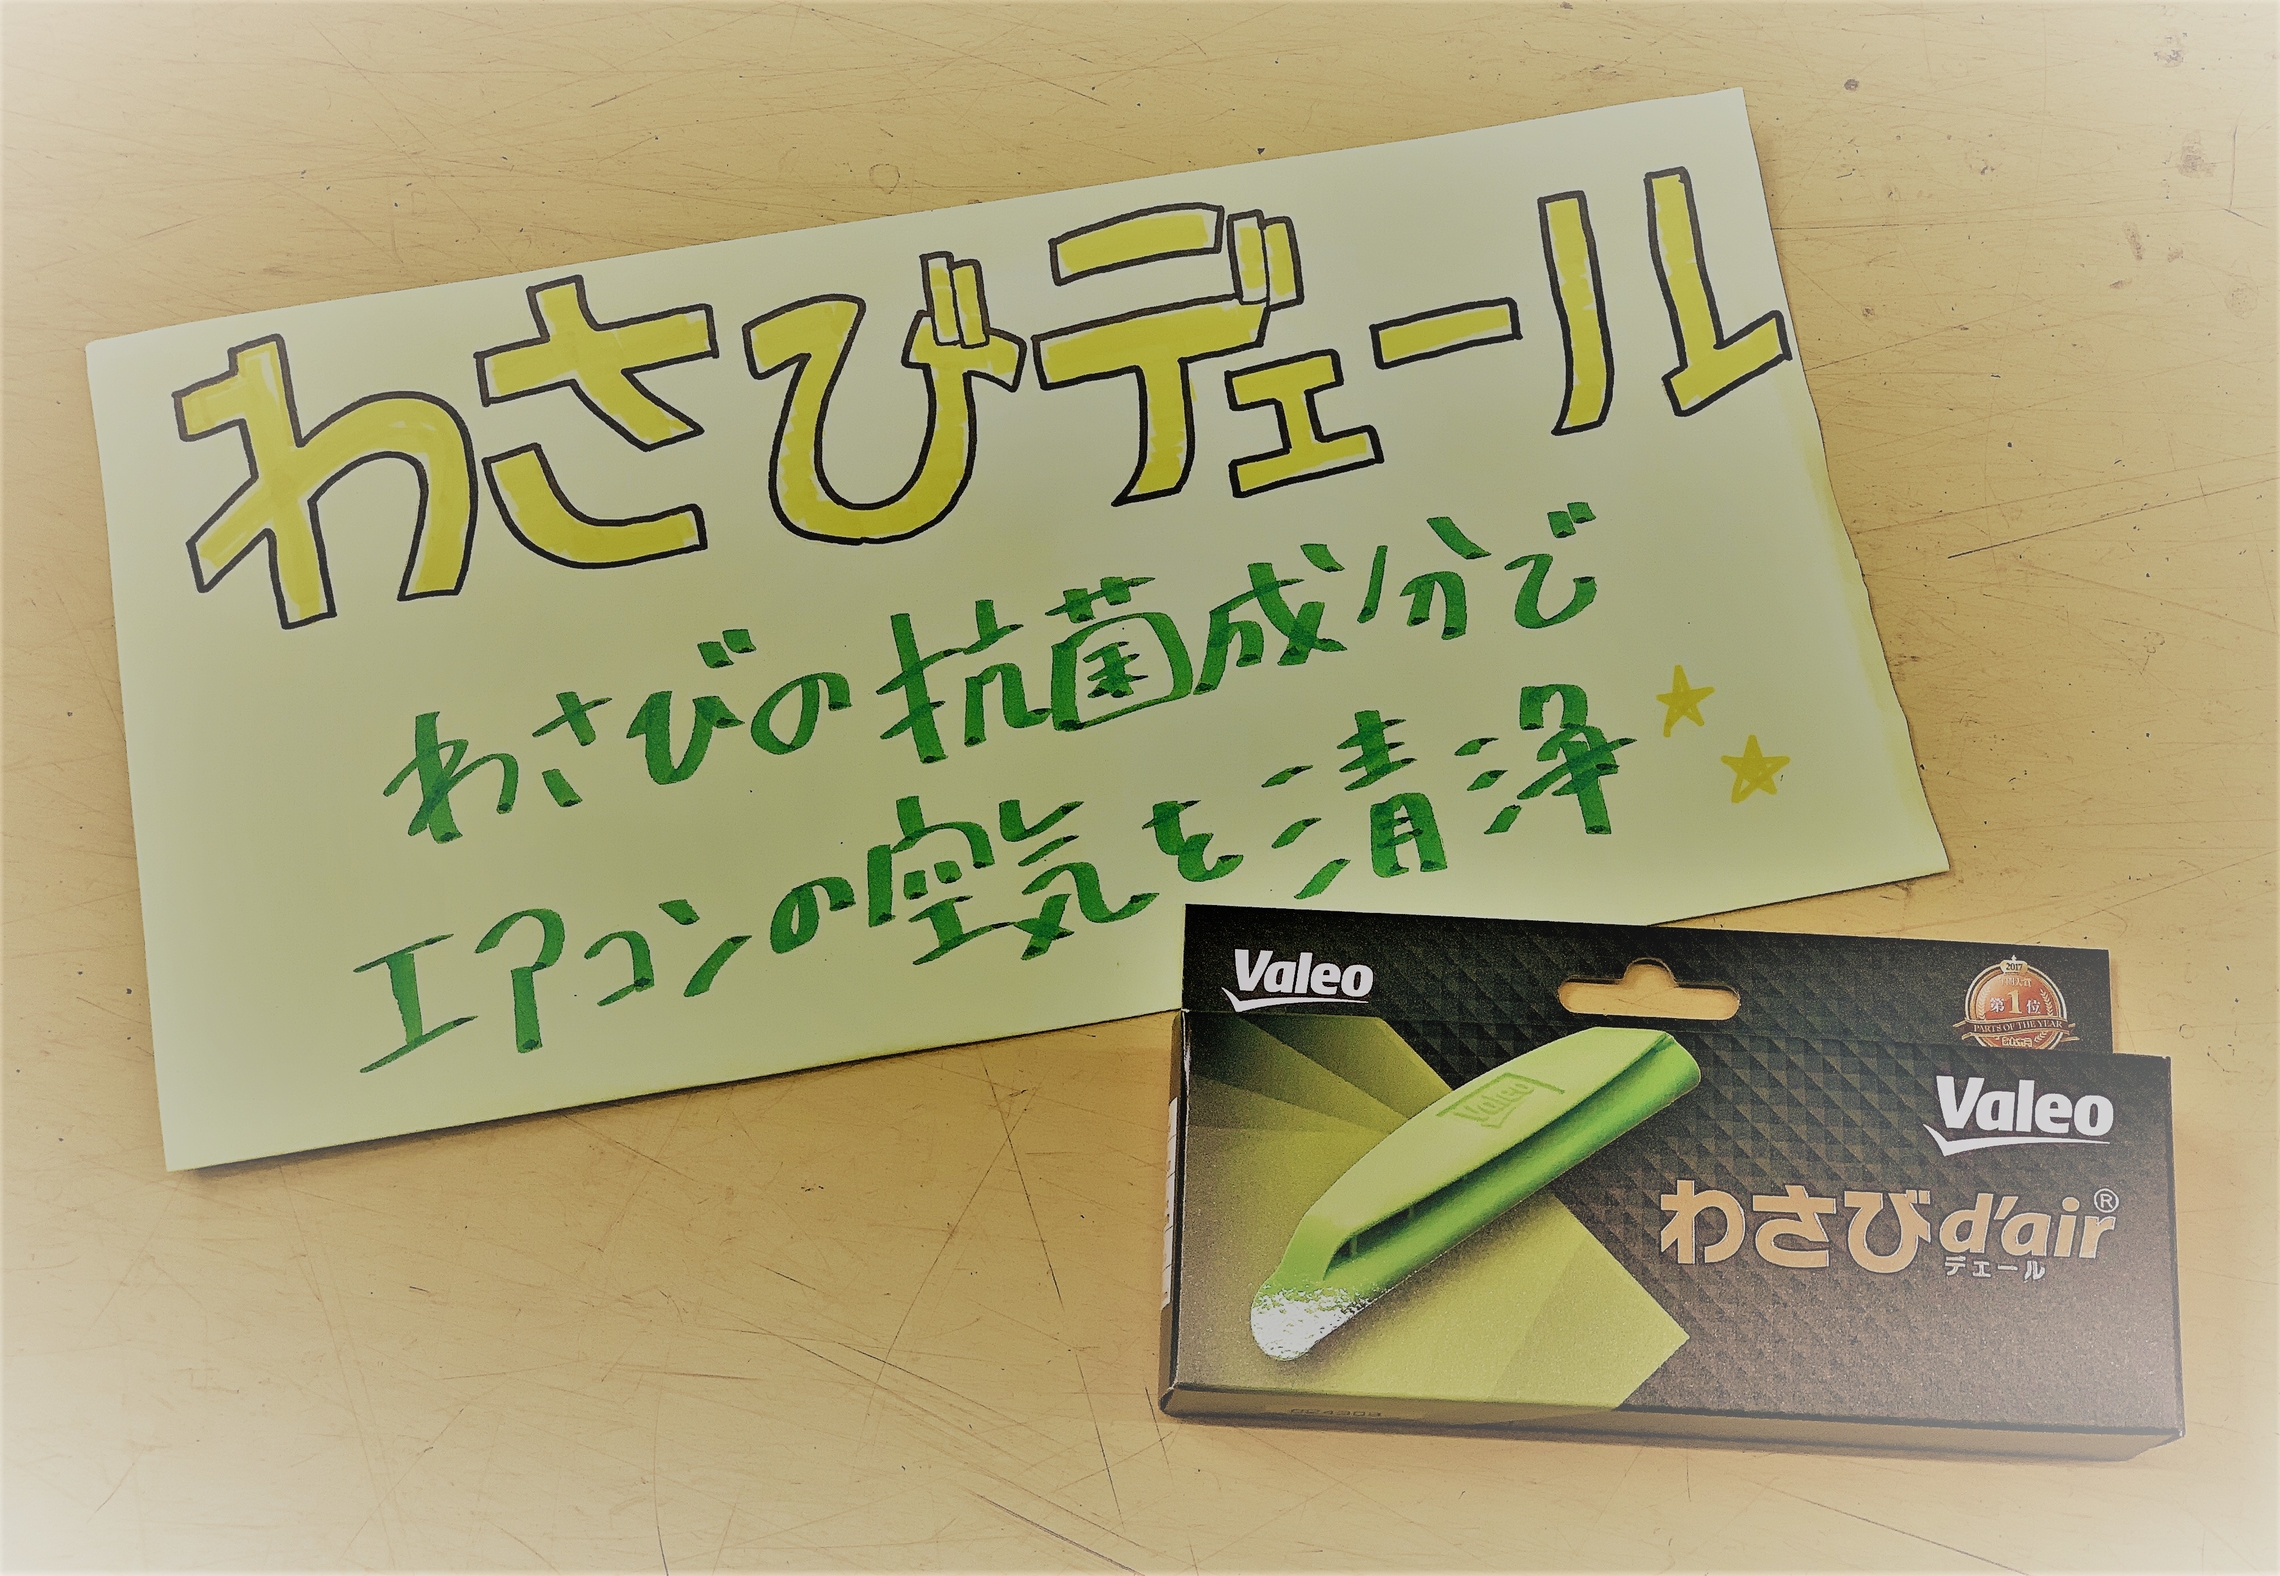 わさびデェール
わさびの抗菌成分で
エアコンの空気を清浄
Valeo
2017
第1位
PARTS OF THE YEAR
Valeo
Valeo
わさびd'air®
デェール